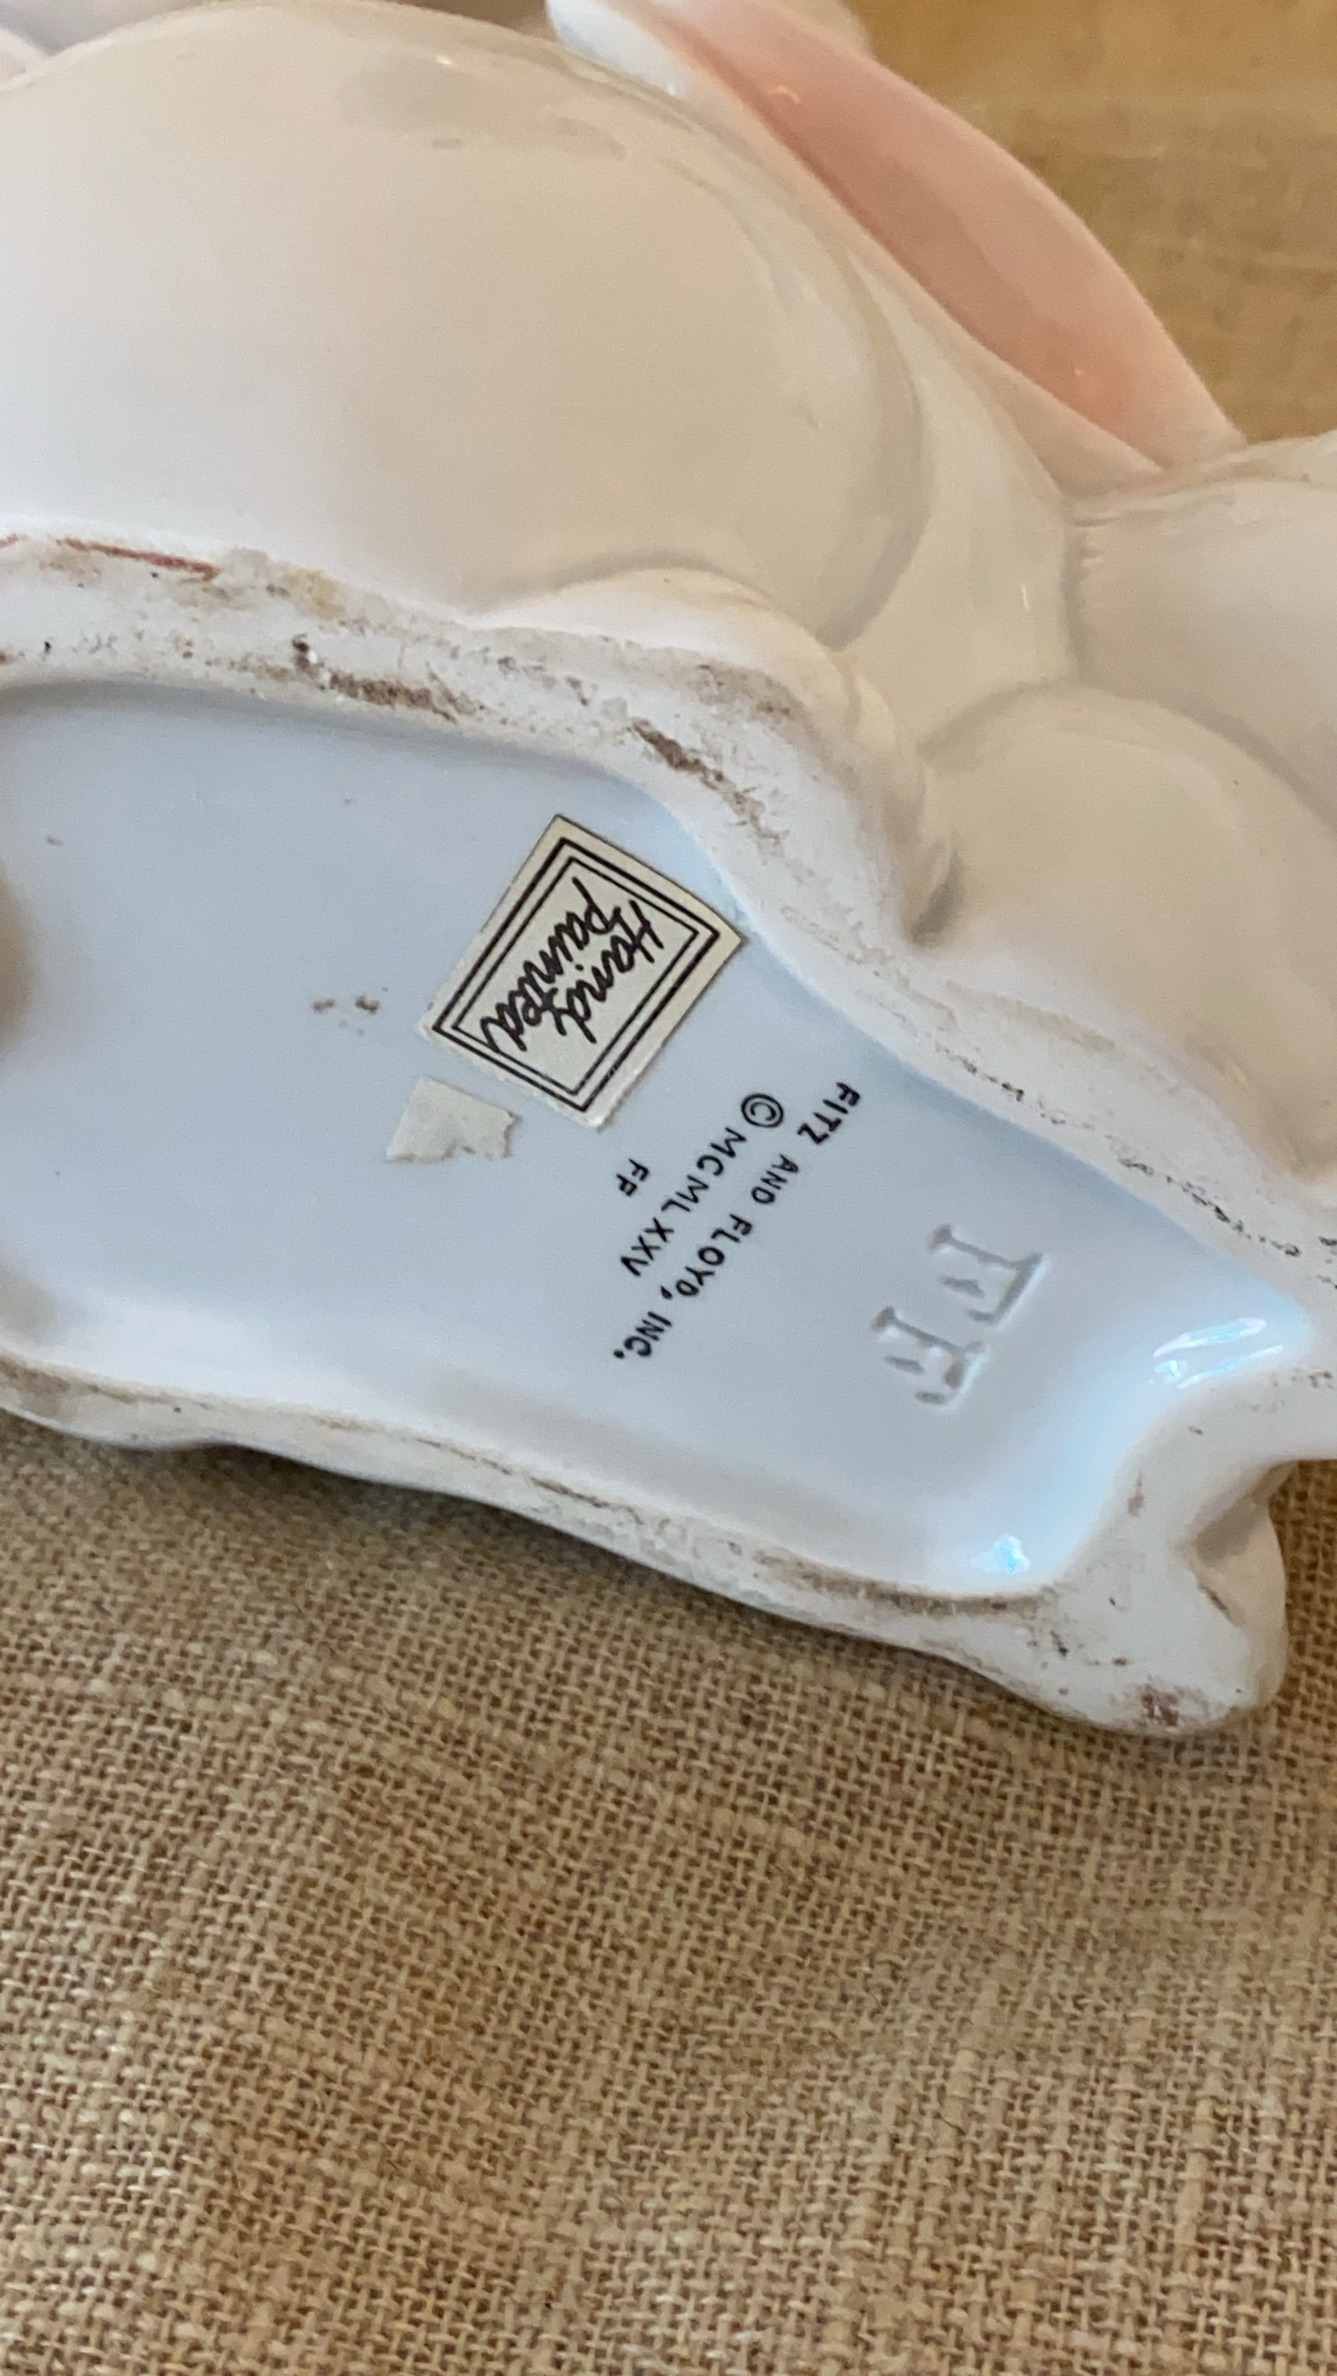 Hand
painted
FITZ AND FLOYD, INC.
© MCMLXXV
FF
FF